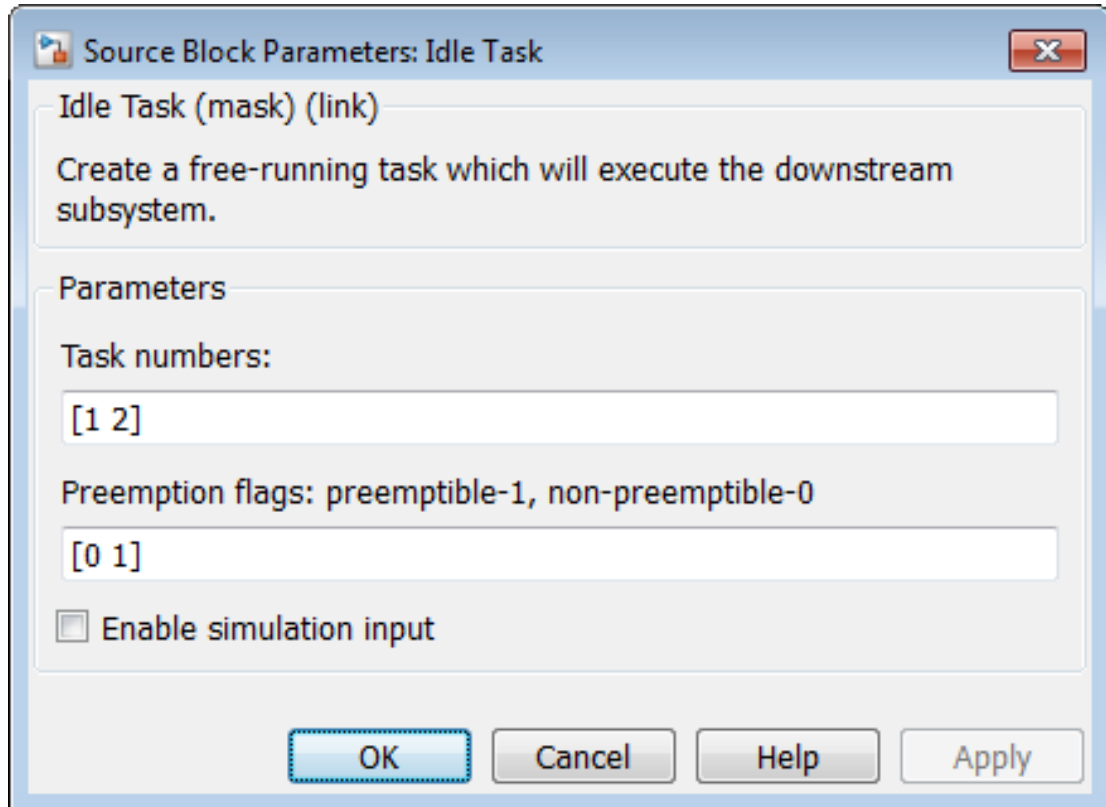 Source Block Parameters: Idle Task
Idle Task (mask) (link)
Create a free-running task which will execute the downstream
subsystem.
Parameters
Task numbers:
[1 2]
Preemption flags: preemptible-1, non-preemptible-0
[0 1]
Enable simulation input
OK Cancel Help Apply